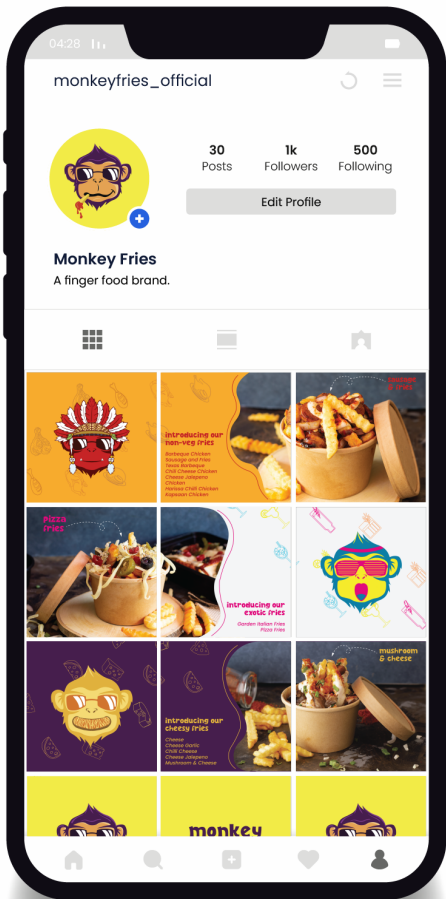 04:28
monkeyfries_official
30
Posts
1k
Followers
500
Following
Edit Profile
Monkey Fries
A finger food brand.
introducing our
non-veg fries
Barbeque Chicken
Sausage and Fries
Texas Barbeque
Chilli Cheese Chicken
Cheese Jalapeno
Chicken
Harissa Chilli Chicken
sausage
& fries
pizza
fries
introducing our
exotic fries
Garden Italian Fries
Pizza Fries
introducing our
cheesy fries
Cheese
Cheese Garlic
Chilli Cheese
Cheese Jalapeno
Mushroom & Cheese
mushroom
& cheese
monkey